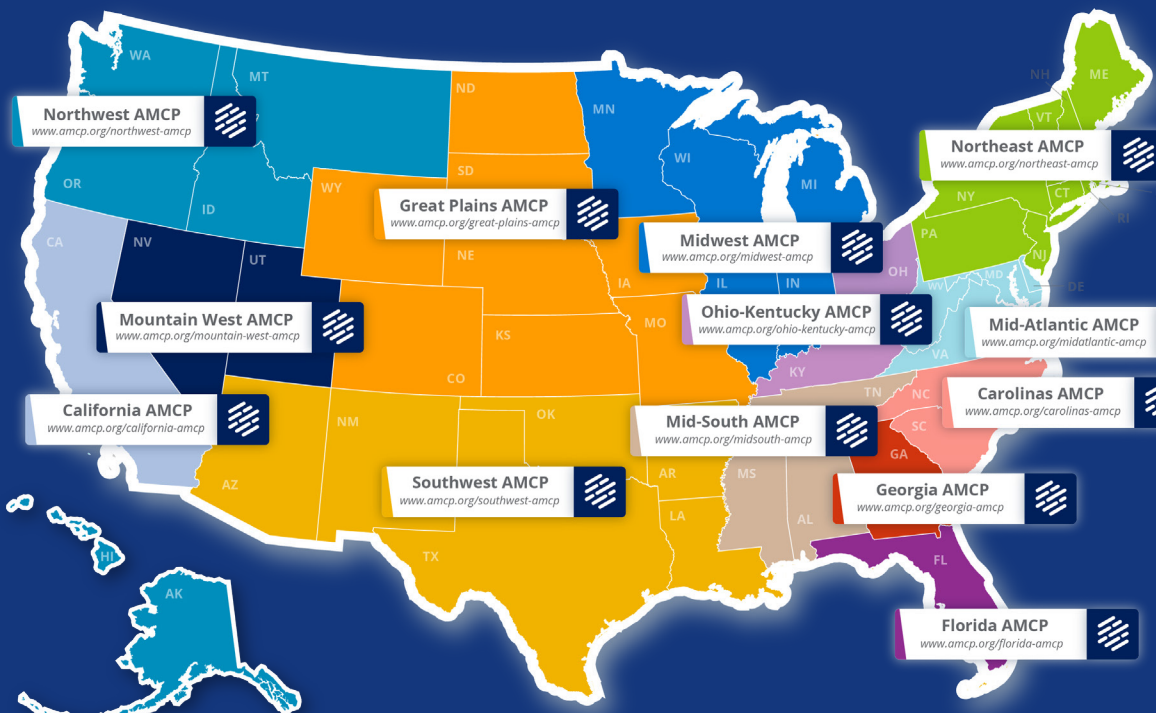 WA
MT
ND
MN
ME
NH
VT
Northwest AMCP
www.amcp.org/northwest-amcp
Northeast AMCP
www.amcp.org/northeast-amcp
OR
ID
WY
SD
WI
MI
NY
CT
RI
Great Plains AMCP
www.amcp.org/great-plains-amcp
Midwest AMCP
www.amcp.org/midwest-amcp
CA
NV
UT
NE
IA
IL
IN
OH
PA
NJ
WV
MD
DE
Mountain West AMCP
www.amcp.org/mountain-west-amcp
Ohio-Kentucky AMCP
www.amcp.org/ohio-kentucky-amcp
Mid-Atlantic AMCP
www.amcp.org/midatlantic-amcp
CO
KS
MO
KY
VA
California AMCP
www.amcp.org/california-amcp
Carolinas AMCP
www.amcp.org/carolinas-amcp
NM
OK
TN
NC
SC
Mid-South AMCP
www.amcp.org/midsouth-amcp
AZ
AR
MS
GA
Southwest AMCP
www.amcp.org/southwest-amcp
Georgia AMCP
www.amcp.org/georgia-amcp
LA
AL
TX
FL
HI
AK
Florida AMCP
www.amcp.org/florida-amcp